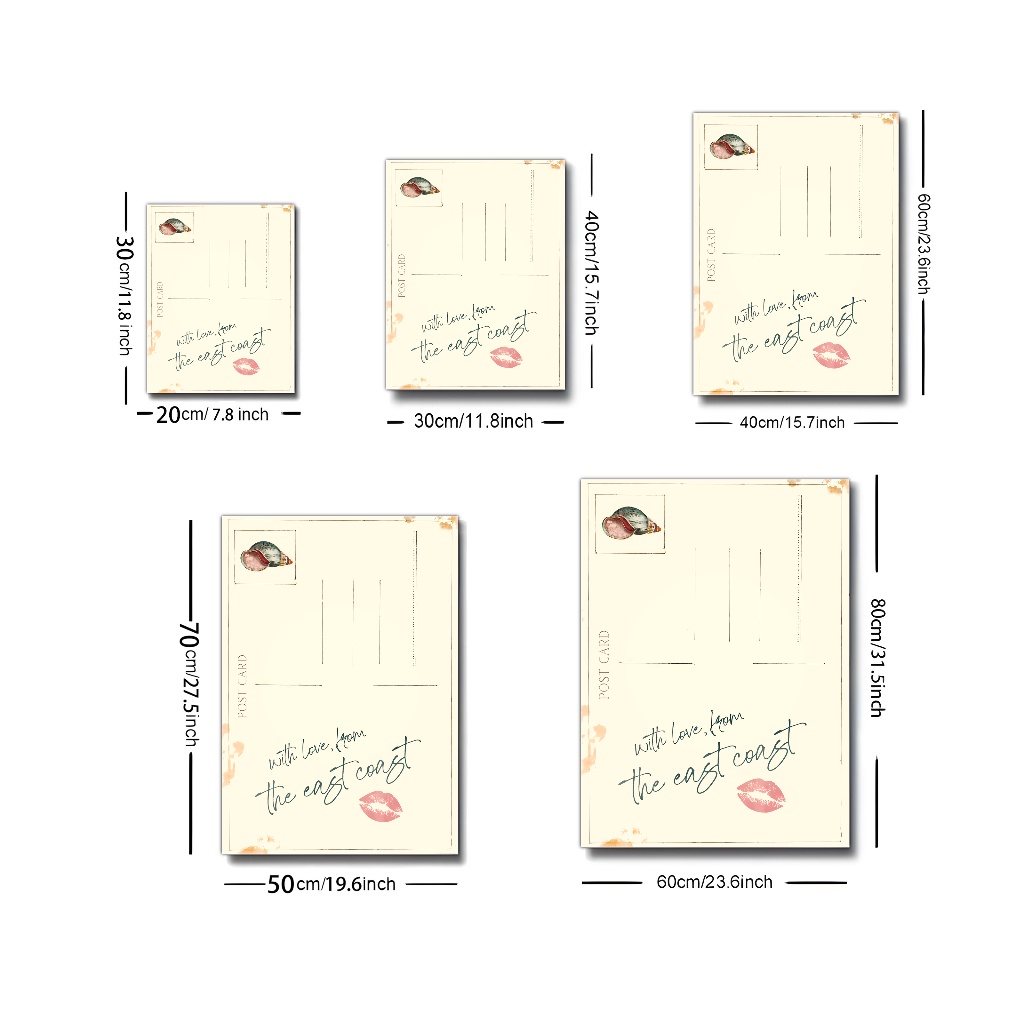 30cm/11.8 inch
POST CARD
with love, from
the east coast
20cm/ 7.8 inch
40cm/15.7inch
POST CARD
with love, from
the east coast
30cm/11.8inch
60cm/23.6inch
POST CARD
with love, from
the east coast
40cm/15.7inch
70cm/27.5inch
POST CARD
with love, from
the east coast
50cm/19.6inch
80cm/31.5inch
POST CARD
with love, from
the east coast
60cm/23.6inch